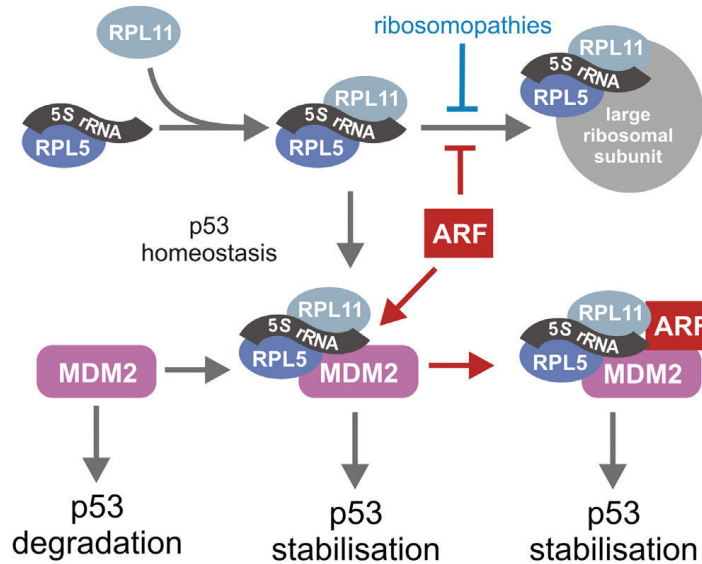 RPL11
ribosomopathies
RPL11
5S rRNA
RPL5
large
ribosomal
subunit
5S rRNA
RPL5
RPL11
5S rRNA
RPL5
p53
homeostasis
ARF
RPL11
5S rRNA
RPL5
MDM2
RPL11
ARF
5S rRNA
RPL5
MDM2
MDM2
p53
degradation
p53
stabilisation
p53
stabilisation